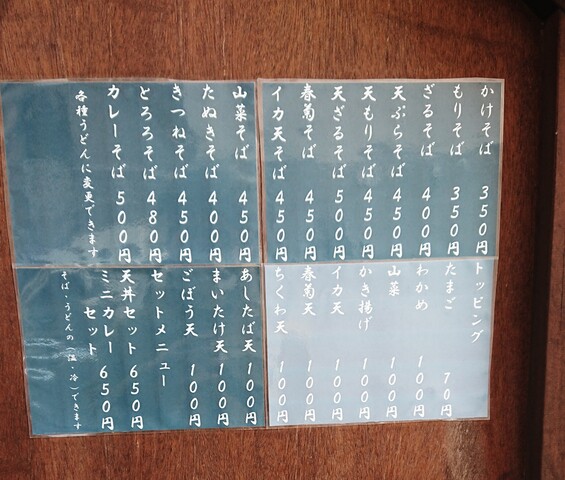 かけそば 350円
もりそば 350円
ざるそば 400円
天ぷらそば 450円
天もりそば 450円
天ざるそば 500円
春菊そば 450円
イカ天そば 450円
山菜そば 450円
たぬきそば 400円
きつねそば 450円
とろろそば 480円
カレーそば 500円
各種うどんに変更できます
トッピング
たまご 70円
わかめ 100円
山菜 100円
かき揚げ 100円
イカ天 100円
春菊天 100円
ちくわ天 100円
あしたば天 100円
まいたけ天 100円
ごぼう天 100円
セットメニュー
天丼セット 650円
ミニカレー 650円
セット
そば・うどんの(温・冷)できます